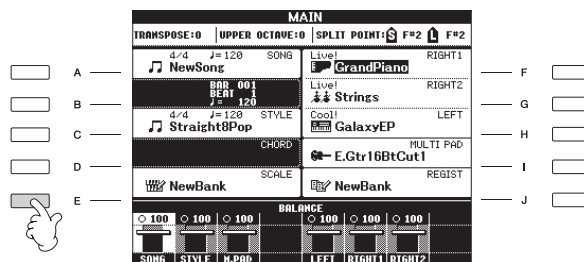 MAIN
TRANSPOSE:0 UPPER OCTAVE:0 SPLIT POINT:S F#2 L F#2
4/4 ♩=120 SONG
NewSong
Live! RIGHT1
GrandPiano
BAR 001
BEAT 1
♩= 120
Live! RIGHT2
Strings
4/4 ♩=120 STYLE
Straight8Pop
Cool! LEFT
GalaxyEP
CHORD
MULTI PAD
E.Gtr16BtCut1
SCALE
NewBank
REGIST
NewBank
A
B
C
D
E
F
G
H
I
J
BALANCE
100 100 100 100 100 100
SONG STYLE M.PAD LEFT RIGHT1 RIGHT2